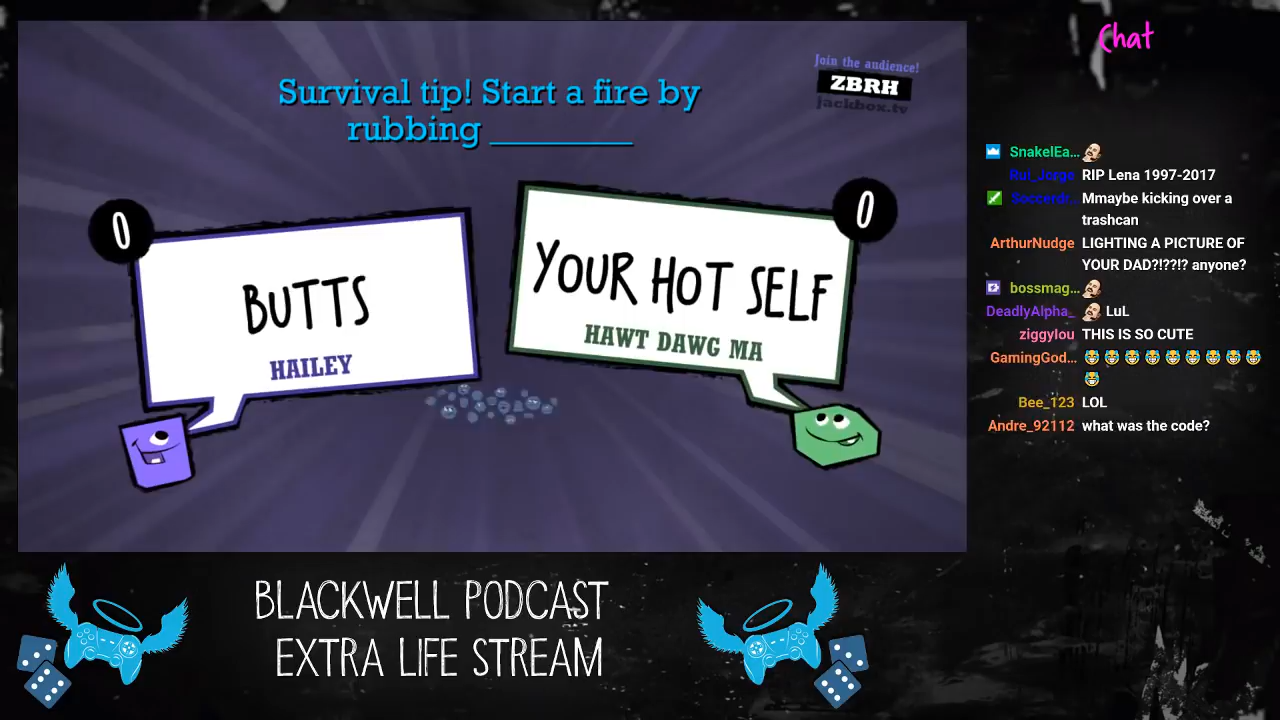 Chat
Join the audience!
ZBRH
jackbox.tv
Survival tip! Start a fire by
rubbing ________
0
BUTTS
HAILEY
0
YOUR HOT SELF
HAWT DAWG MA
SnakelEa…
Rui_Jorge RIP Lena 1997-2017
Soccerdr… Mmaybe kicking over a
trashcan
ArthurNudge LIGHTING A PICTURE OF
YOUR DAD?!??!? anyone?
bossmag…
DeadlyAlpha_ LuL
ziggylou THIS IS SO CUTE
GamingGod…
Bee_123 LOL
Andre_92112 what was the code?
BLACKWELL PODCAST
EXTRA LIFE STREAM